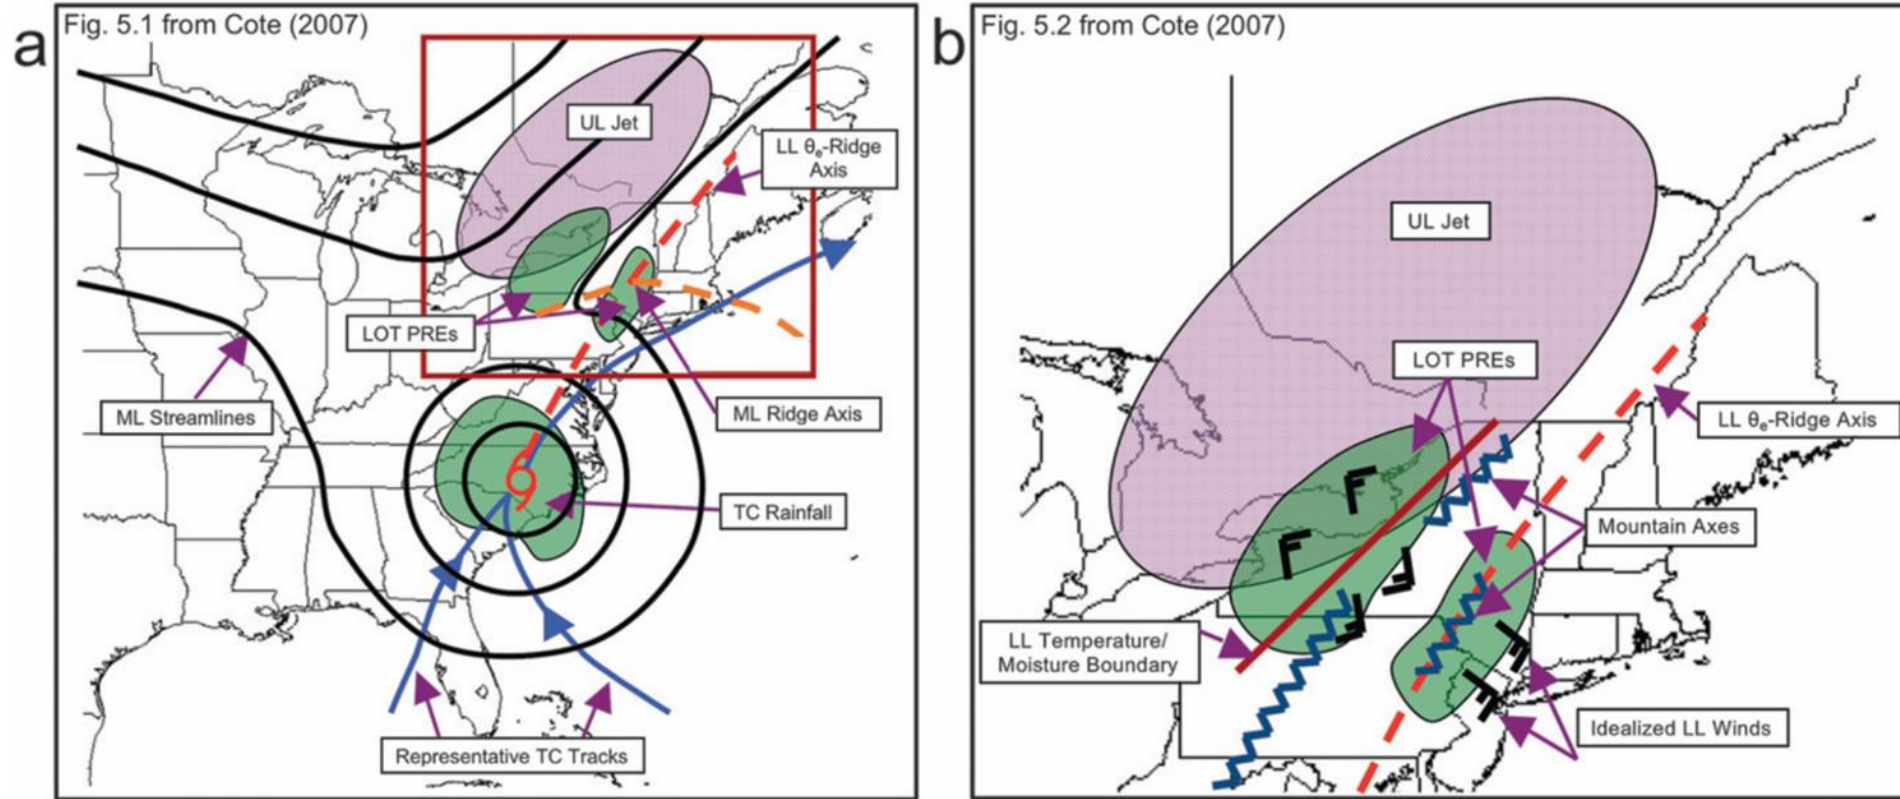 a
Fig. 5.1 from Cote (2007)
UL Jet
LL θe-Ridge
Axis
LOT PREs
ML Streamlines
ML Ridge Axis
TC Rainfall
Representative TC Tracks
b
Fig. 5.2 from Cote (2007)
UL Jet
LOT PREs
LL θe-Ridge Axis
Mountain Axes
LL Temperature/
Moisture Boundary
Idealized LL Winds